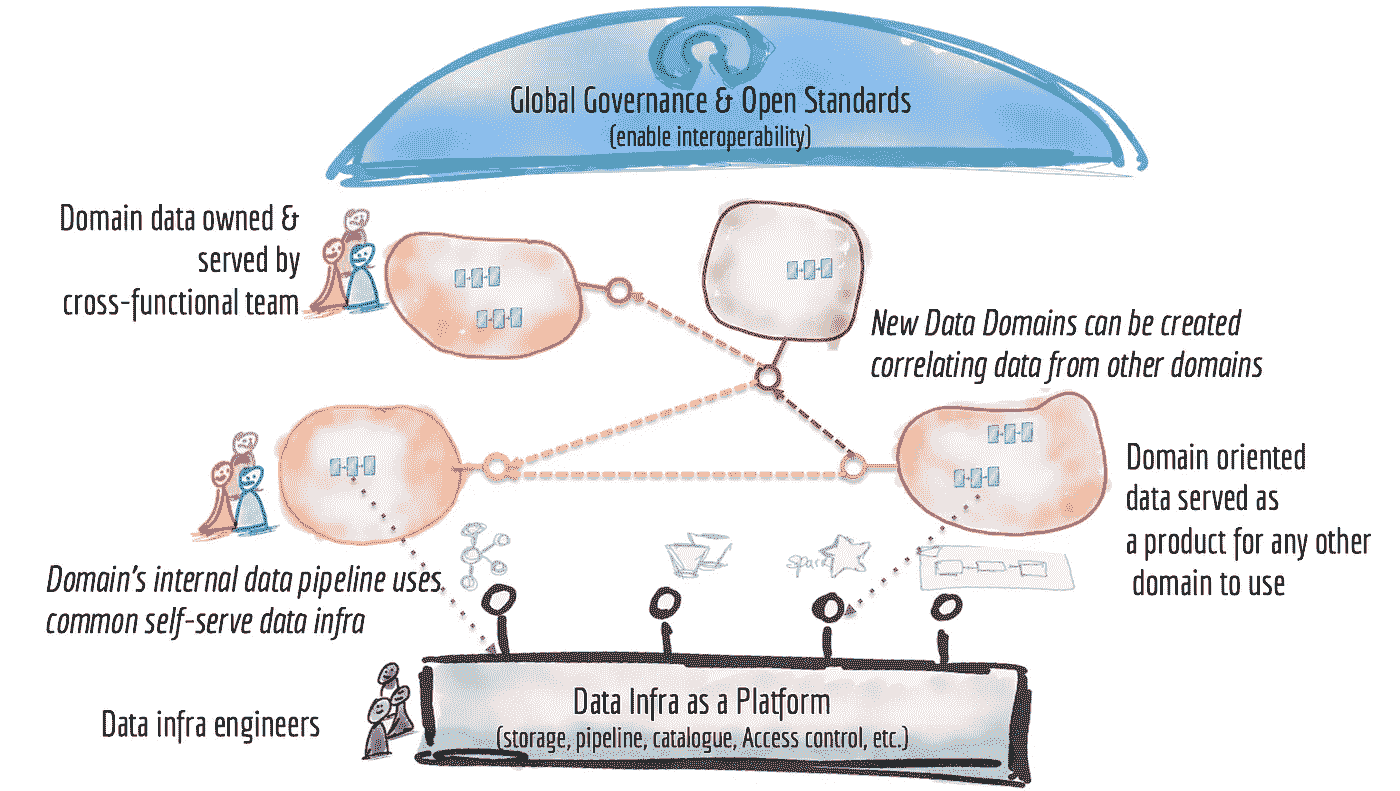 Global Governance & Open Standards
(enable interoperability)
Domain data owned &
served by
cross-functional team
New Data Domains can be created
correlating data from other domains
Domain oriented
data served as
a product for any other
domain to use
Spark
Domain's internal data pipeline uses
common self-serve data infra
Data infra engineers
Data Infra as a Platform
(storage, pipeline, catalogue, Access control, etc.)